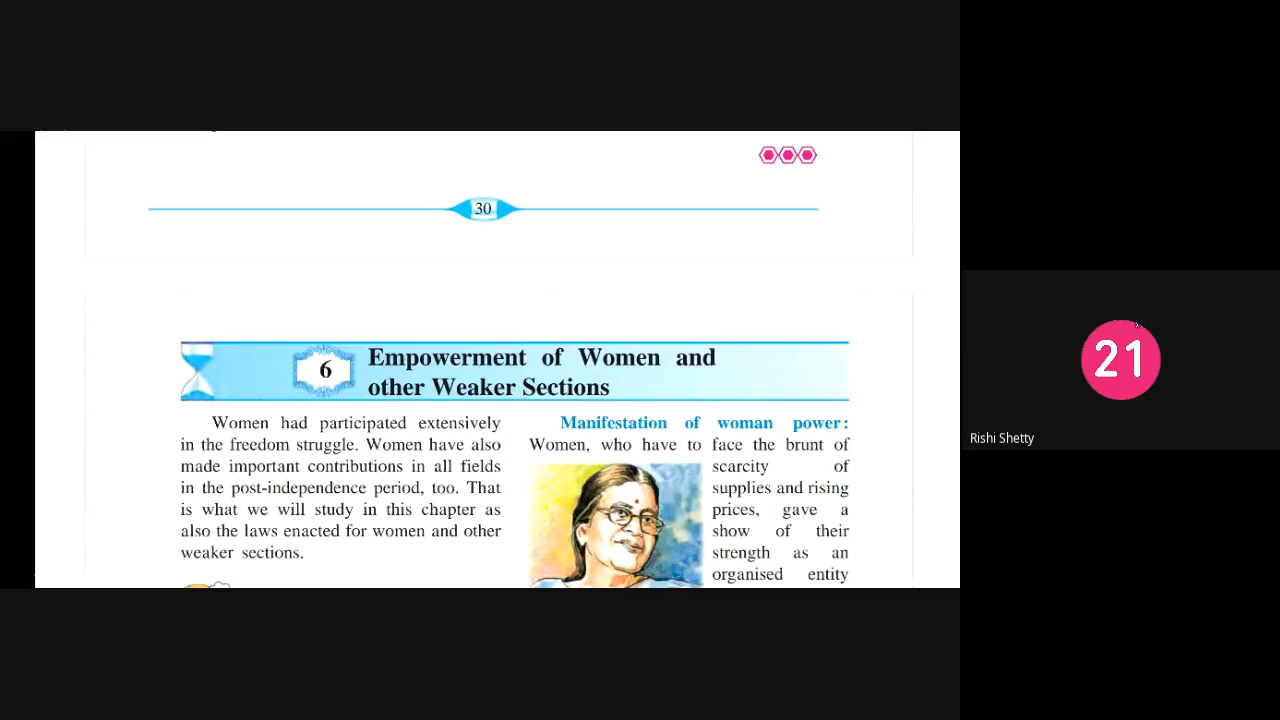 30
6
Empowerment of Women and
other Weaker Sections
Women had participated extensively
in the freedom struggle. Women have also
made important contributions in all fields
in the post-independence period, too. That
is what we will study in this chapter as
also the laws enacted for women and other
weaker sections.
Manifestation of woman power:
Women, who have to face the brunt of
scarcity of
supplies and rising
prices, gave a
show of their
strength as an
organised entity
21
Rishi Shetty